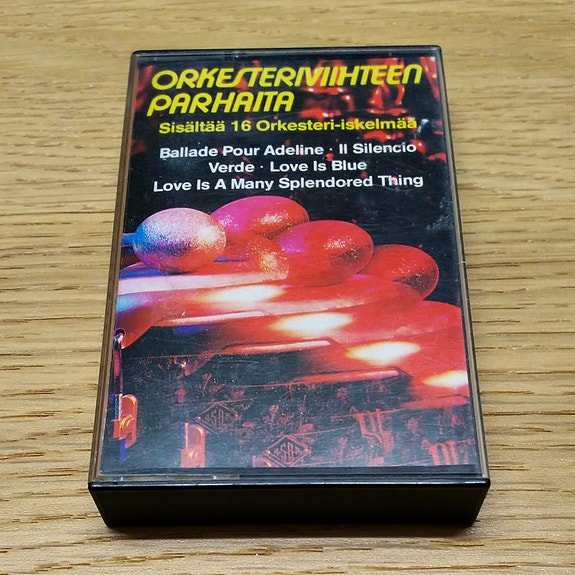 ORKESTERIVIIHTEEN
PARHAITA
Sisältää 16 Orkesteri-iskelmää
Ballade Pour Adeline · Il Silencio
Verde · Love Is Blue
Love Is A Many Splendored Thing